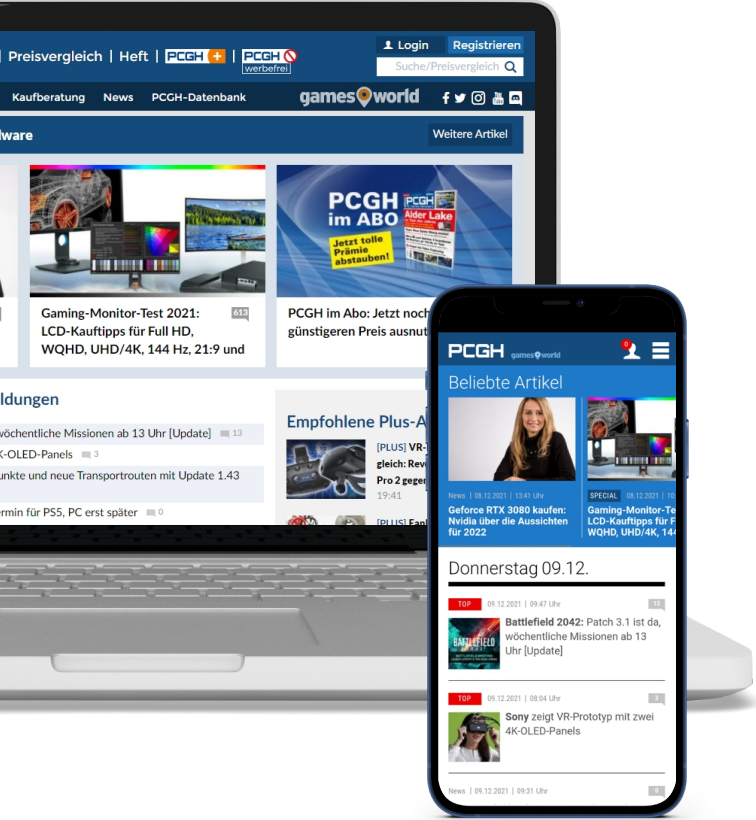 | Preisvergleich | Heft | PCGH + | PCGH
werbefrei
Login Registrieren
Suche/Preisvergleich
Kaufberatung News PCGH-Datenbank games world
Weitere Artikel
PCGH
im ABO
Jetzt tolle
Prämie
abstauben!
PCGH
Alder Lake
Gaming-Monitor-Test 2021: 613
LCD-Kauftipps für Full HD,
WQHD, UHD/4K, 144 Hz, 21:9 und
PCGH im Abo: Jetzt noch
günstigeren Preis ausnut
ldungen
wöchentliche Missionen ab 13 Uhr [Update] 13
K-OLED-Panels 3
unkte und neue Transportrouten mit Update 1.43
ermin für PS5, PC erst später 0
Empfohlene Plus-A
[PLUS] VR-
gleich: Reve
Pro 2 gegen
19:41
[PLUS]
PCGH games world
0
Beliebte Artikel
News | 08.12.2021 | 13:41 Uhr
Geforce RTX 3080 kaufen:
Nvidia über die Aussichten
für 2022
SPECIAL 08.12.2021 | 10
Gaming-Monitor-Te
LCD-Kauftipps für F
WQHD, UHD/4K, 144
Donnerstag 09.12.
TOP 09.12.2021 | 09:47 Uhr 13
BATTLEFIELD
Battlefield 2042: Patch 3.1 ist da,
wöchentliche Missionen ab 13
Uhr [Update]
TOP 09.12.2021 | 08:04 Uhr 3
Sony zeigt VR-Prototyp mit zwei
4K-OLED-Panels
News | 09.12.2021 | 09:31 Uhr 0